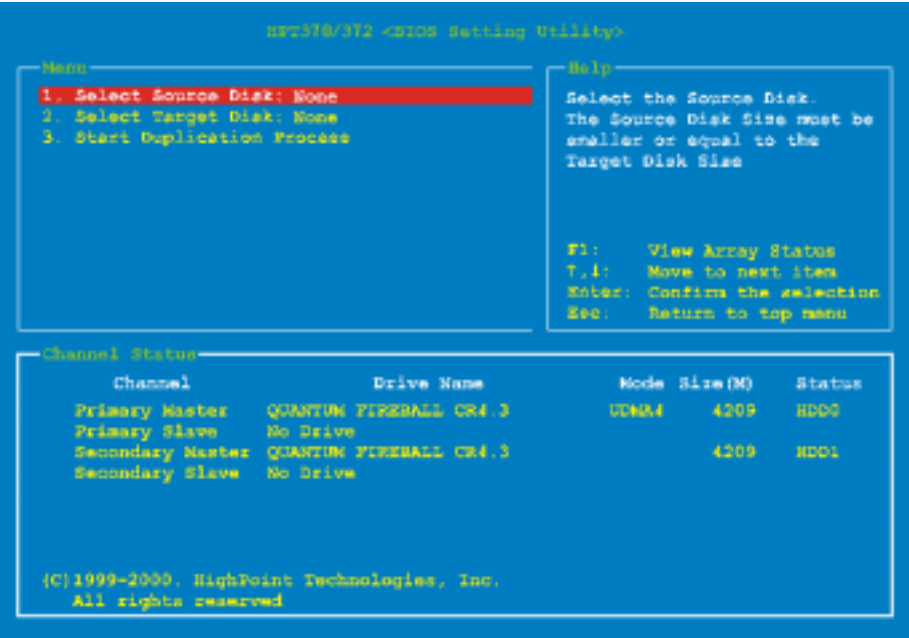 HPT370/372 <BIOS Setting Utility>
Menu
1. Select Source Disk: None
2. Select Target Disk: None
3. Start Duplication Process
Help
Select the Source Disk.
The Source Disk Size must be
smaller or equal to the
Target Disk Size
F1: View Array Status
↑,↓: Move to next item
Enter: Confirm the selection
Esc: Return to top menu
Channel Status
Channel Drive Name Mode Size(M) Status
Primary Master QUANTUM FIREBALL CR4.3 UDMA4 4209 HDD0
Primary Slave No Drive
Secondary Master QUANTUM FIREBALL CR4.3 4209 HDD1
Secondary Slave No Drive
(C)1999-2000. HighPoint Technologies, Inc.
All rights reserved